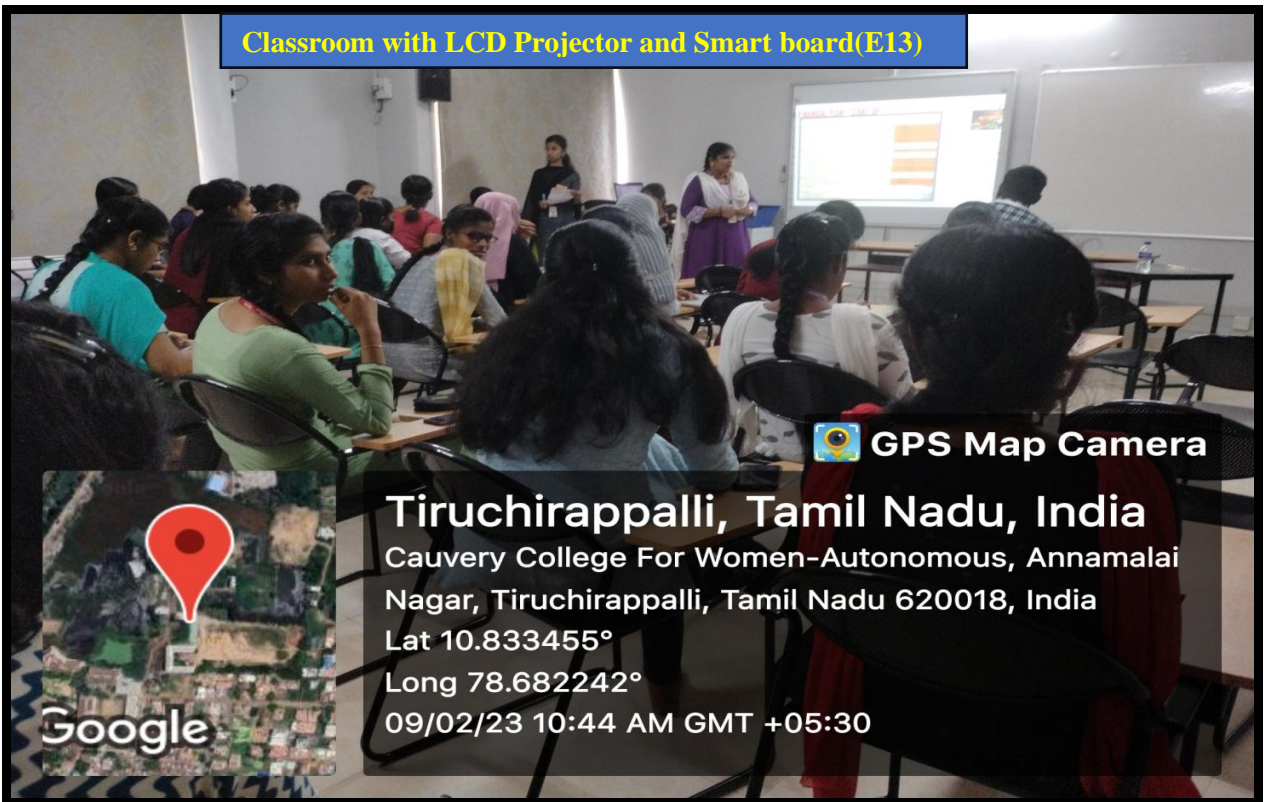 Classroom with LCD Projector and Smart board(E13)
GPS Map Camera
Tiruchirappalli, Tamil Nadu, India
Cauvery College For Women-Autonomous, Annamalai
Nagar, Tiruchirappalli, Tamil Nadu 620018, India
Lat 10.833455°
Long 78.682242°
09/02/23 10:44 AM GMT +05:30
Google